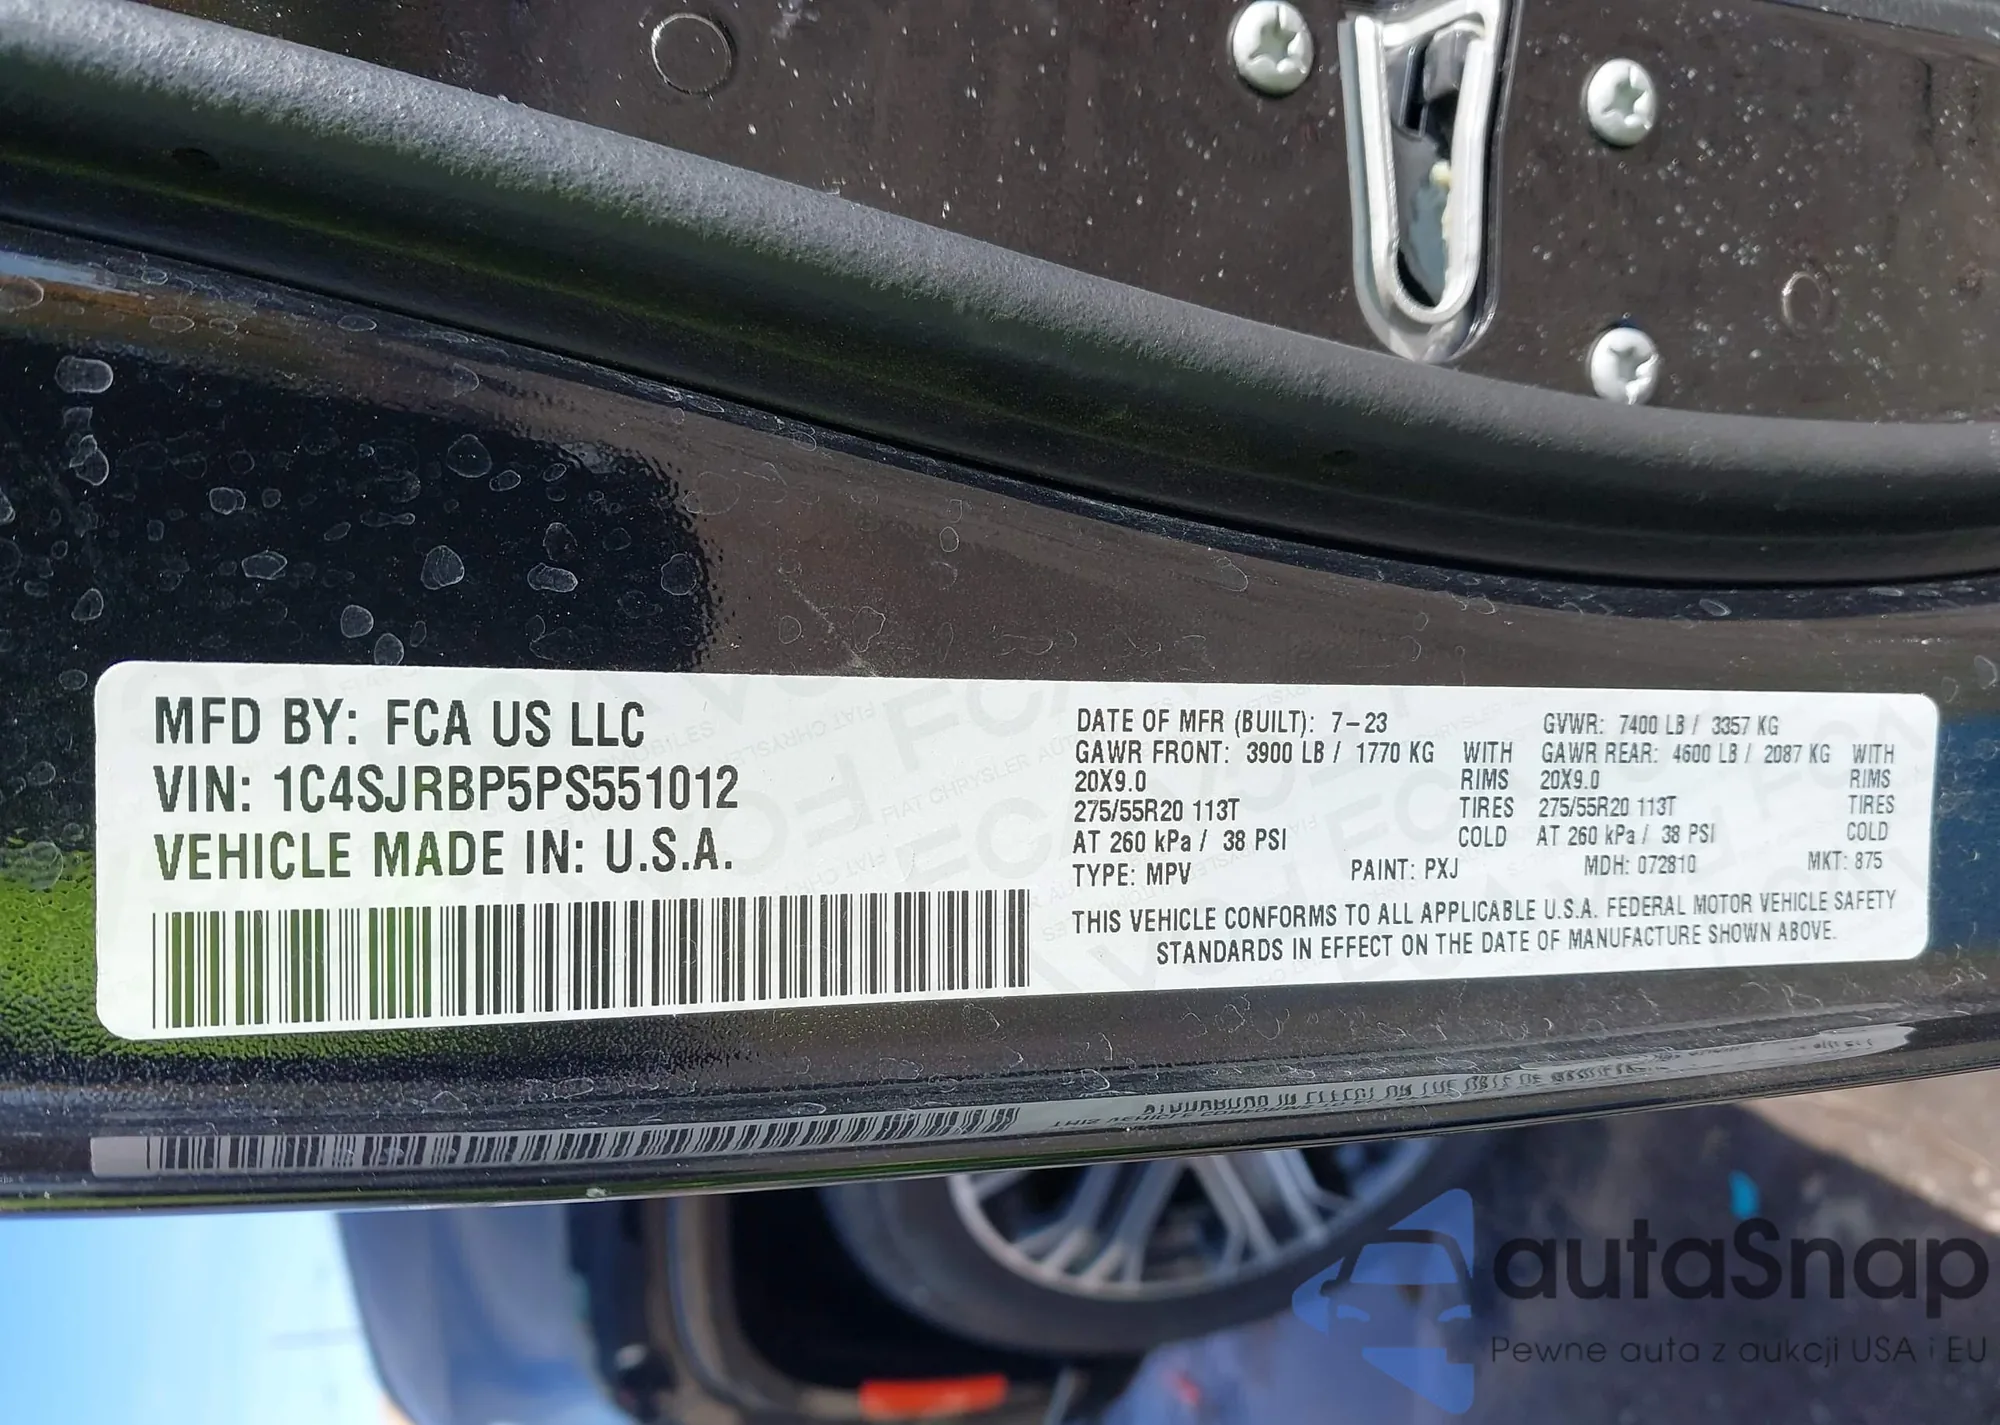 MFD BY: FCA US LLC
VIN: 1C4SJRBP5PS551012
VEHICLE MADE IN: U.S.A.
DATE OF MFR (BUILT): 7-23 GVWR: 7400 LB / 3357 KG
GAWR FRONT: 3900 LB / 1770 KG WITH GAWR REAR: 4600 LB / 2087 KG WITH
20X9.0 RIMS 20X9.0 RIMS
275/55R20 113T TIRES 275/55R20 113T TIRES
AT 260 kPa / 38 PSI COLD AT 260 kPa / 38 PSI COLD
TYPE: MPV PAINT: PXJ MDH: 072810 MKT: 875
THIS VEHICLE CONFORMS TO ALL APPLICABLE U.S.A. FEDERAL MOTOR VEHICLE SAFETY
STANDARDS IN EFFECT ON THE DATE OF MANUFACTURE SHOWN ABOVE.
autaSnap
Pewne auta z aukcji USA i EU